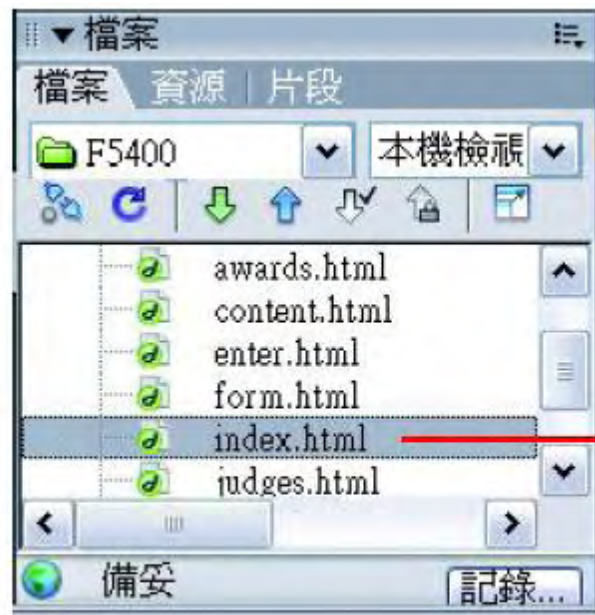 檔案
檔案 資源 片段
F5400 本機檢視
awards.html
content.html
enter.html
form.html
index.html
judges.html
備妥 記錄...